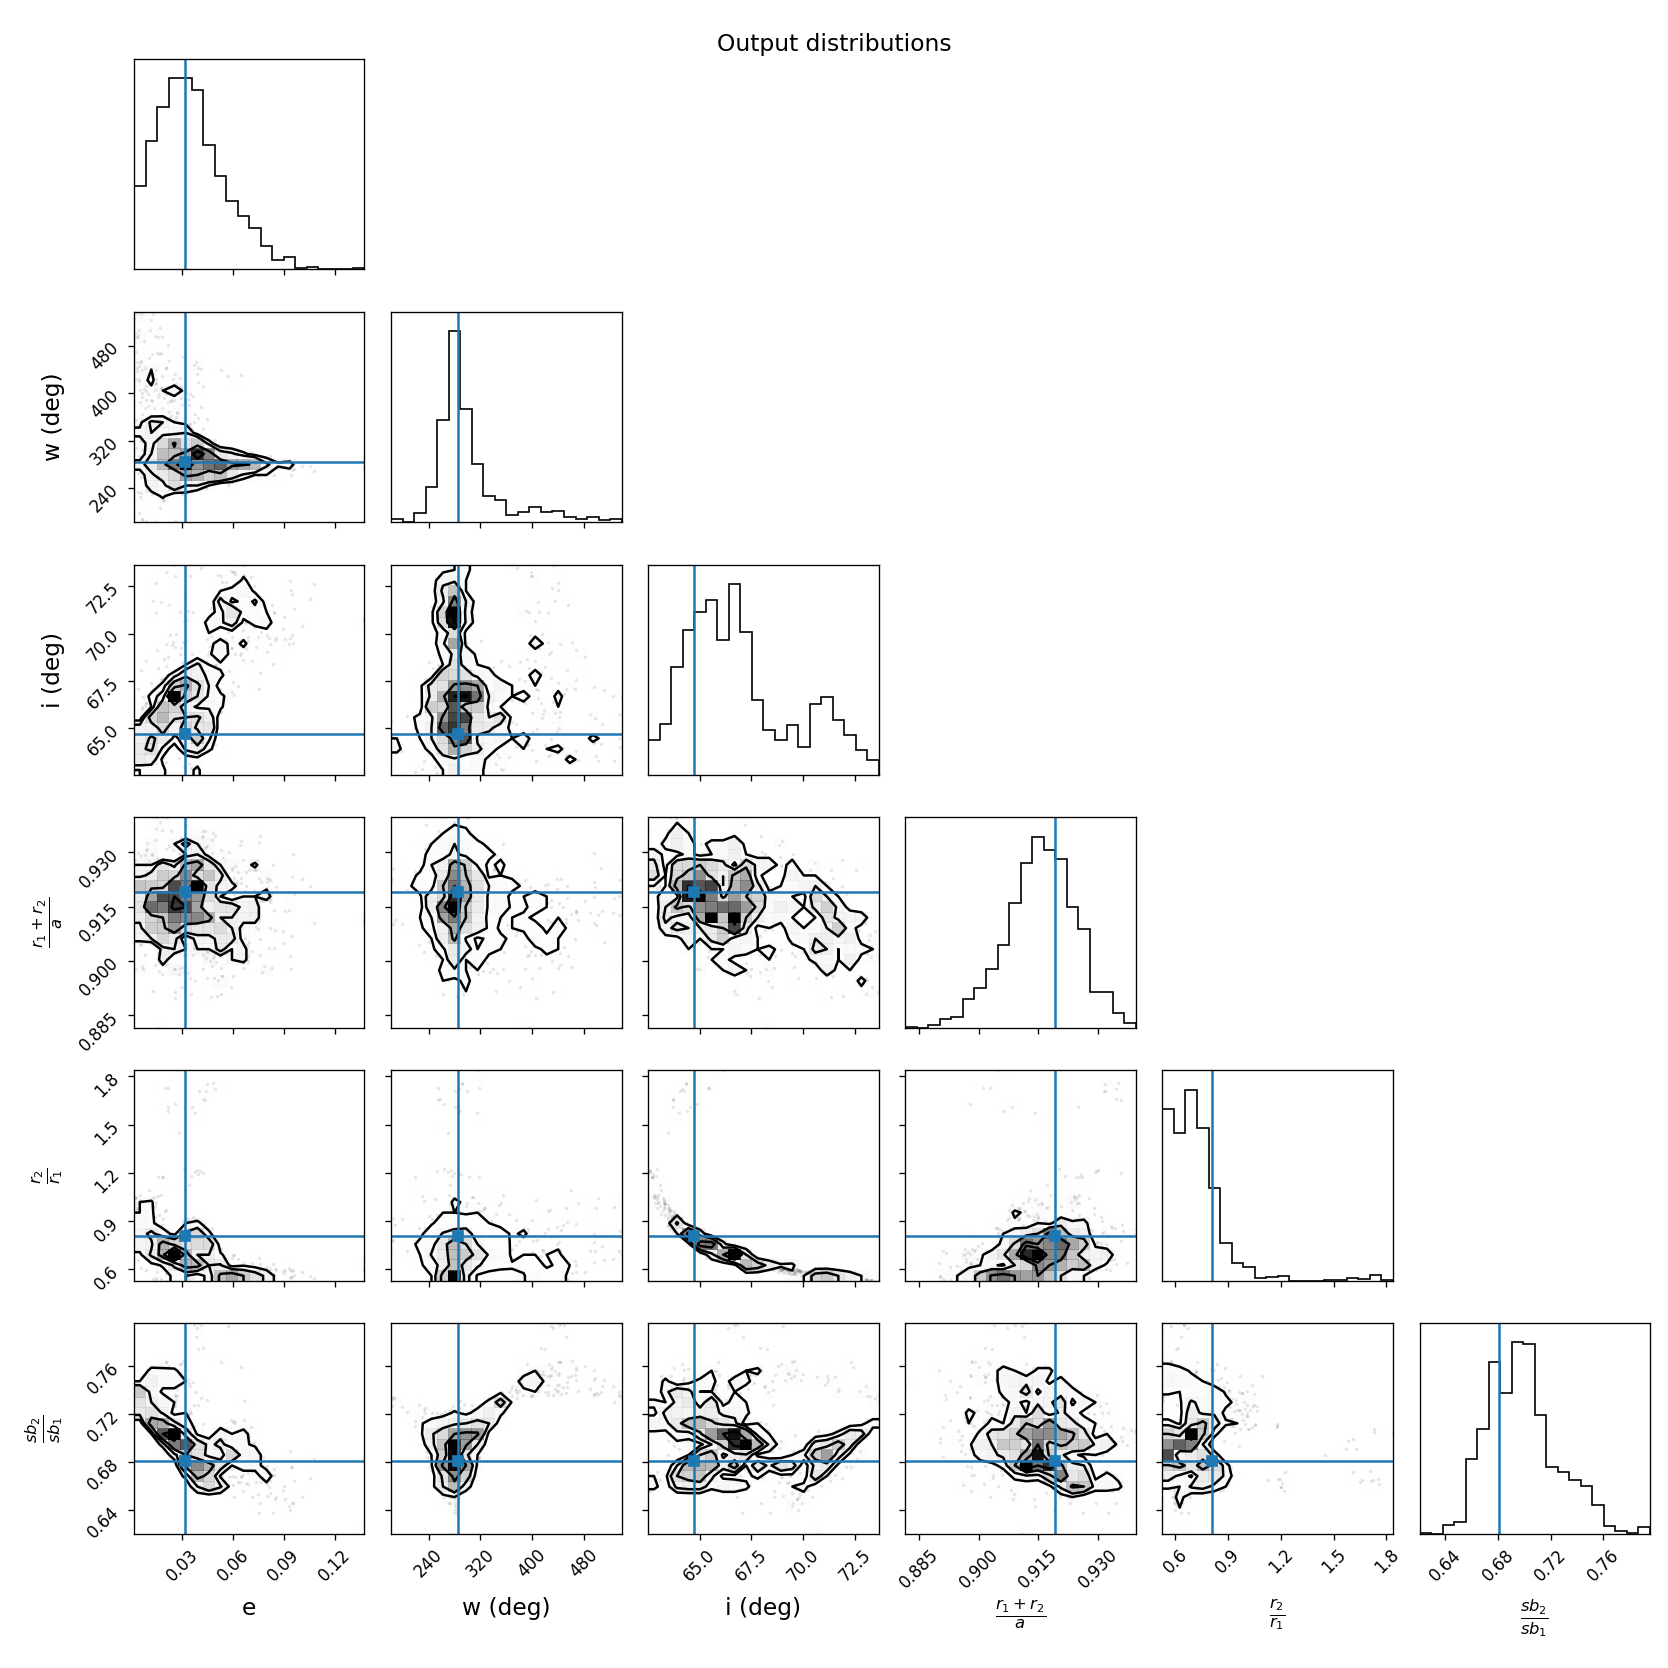 Output distributions
w (deg)
480
400
320
240
i (deg)
72.5
70.0
67.5
65.0
r₁ + r₂
a
0.930
0.915
0.900
0.885
r₂
r₁
1.8
1.5
1.2
0.9
0.6
sb₂
sb₁
0.76
0.72
0.68
0.64
0.03 0.06 0.09 0.12 240 320 400 480 65.0 67.5 70.0 72.5 0.885 0.900 0.915 0.930 0.6 0.9 1.2 1.5 1.8 0.64 0.68 0.72 0.76
e w (deg) i (deg) r₁ + r₂ r₂ sb₂
a r₁ sb₁